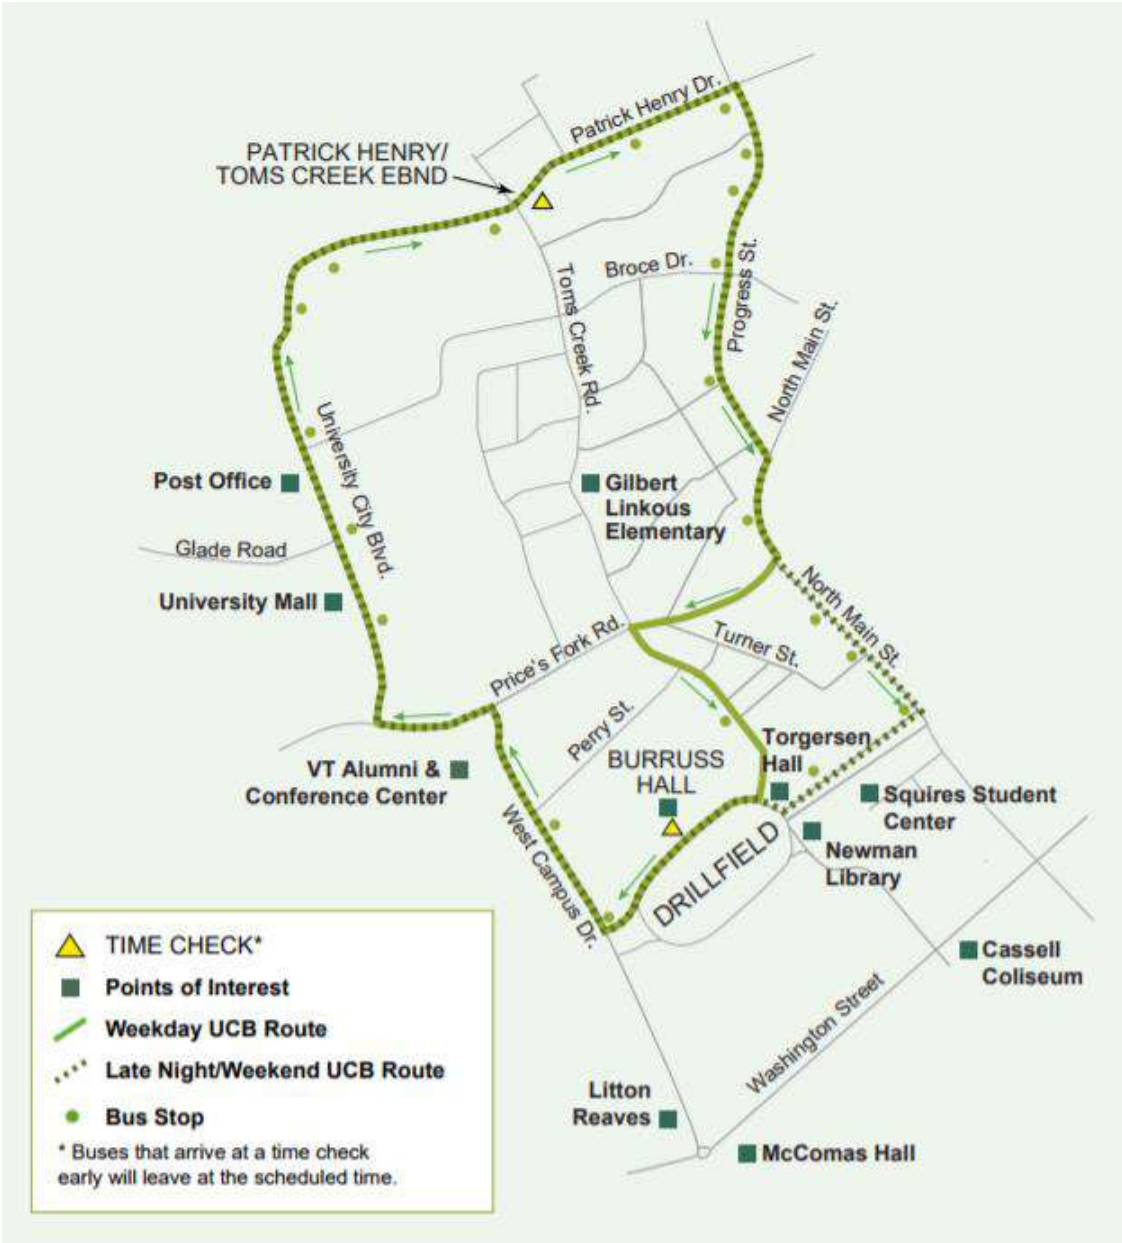 Patrick Henry Dr.
PATRICK HENRY/
TOMS CREEK EBND
Broce Dr.
Progress St.
Toms Creek Rd.
North Main St.
University City Blvd.
Post Office
Gilbert
Linkous
Elementary
Glade Road
University Mall
North Main St.
Price's Fork Rd.
Turner St.
Perry St.
Torgersen
Hall
BURRUSS
HALL
VT Alumni &
Conference Center
Squires Student
Center
West Campus Dr.
DRILLFIELD
Newman
Library
Cassell
Coliseum
Washington Street
Litton
Reaves
McComas Hall
TIME CHECK*
Points of Interest
Weekday UCB Route
Late Night/Weekend UCB Route
Bus Stop
* Buses that arrive at a time check
early will leave at the scheduled time.